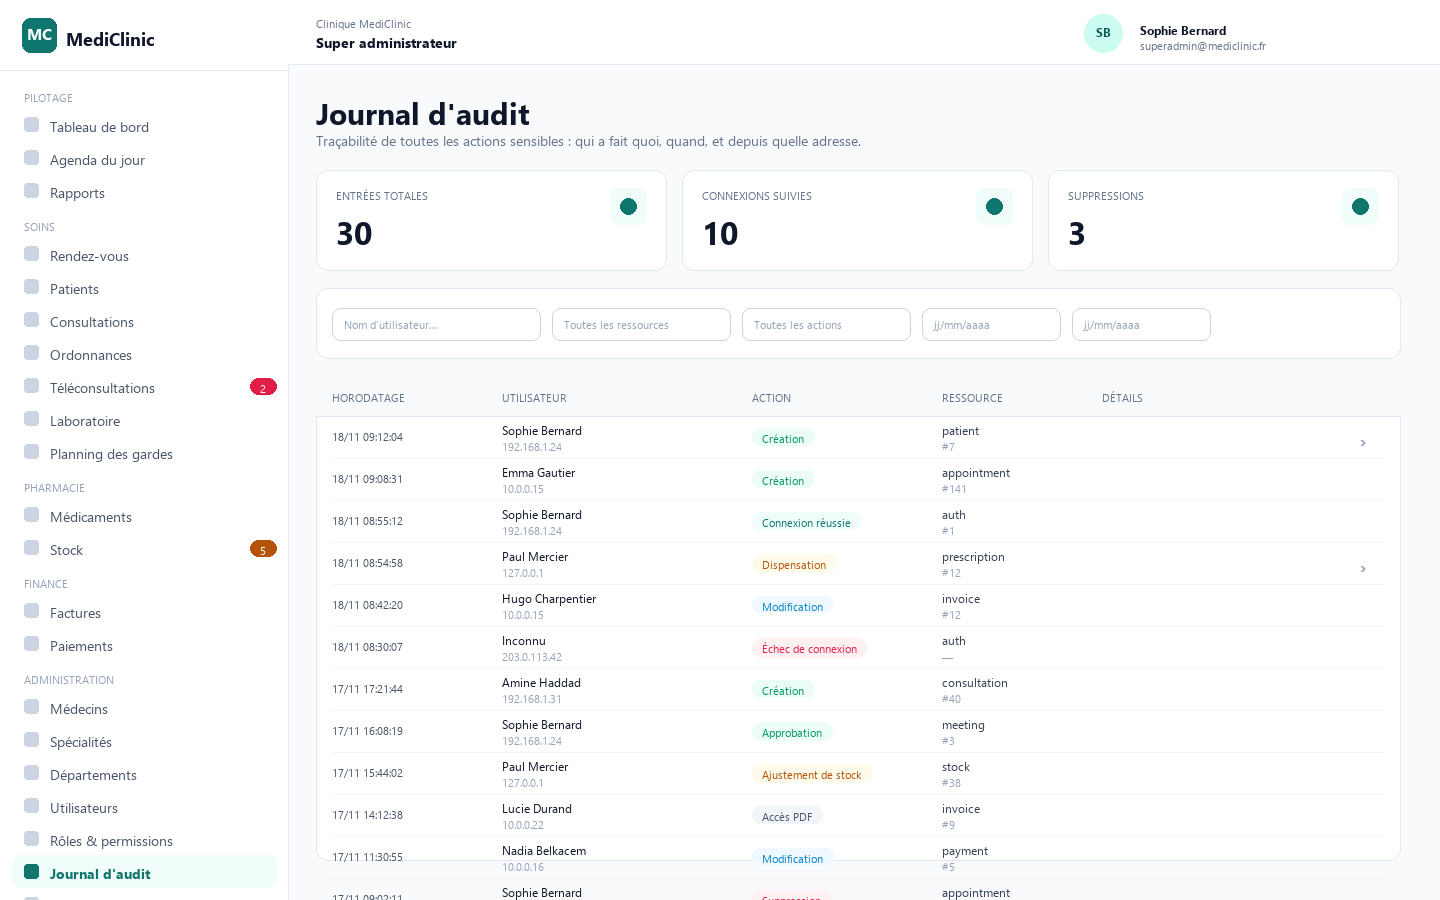 MC
MediClinic
Clinique MediClinic
Super administrateur
SB
Sophie Bernard
superadmin@mediclinic.fr
PILOTAGE
Tableau de bord
Agenda du jour
Rapports
SOINS
Rendez-vous
Patients
Consultations
Ordonnances
Téléconsultations
2
Laboratoire
Planning des gardes
PHARMACIE
Médicaments
Stock
5
FINANCE
Factures
Paiements
ADMINISTRATION
Médecins
Spécialités
Départements
Utilisateurs
Rôles & permissions
Journal d'audit
Journal d'audit
Traçabilité de toutes les actions sensibles : qui a fait quoi, quand, et depuis quelle adresse.
ENTRÉES TOTALES
30
CONNEXIONS SUIVIES
10
SUPPRESSIONS
3
Nom d'utilisateur...
Toutes les ressources
Toutes les actions
jj/mm/aaaa
jj/mm/aaaa
HORODATAGE UTILISATEUR ACTION RESSOURCE DÉTAILS
18/11 09:12:04 Sophie Bernard Création patient ›
192.168.1.24 #7
18/11 09:08:31 Emma Gautier Création appointment
10.0.0.15 #141
18/11 08:55:12 Sophie Bernard Connexion réussie auth
192.168.1.24 #1
18/11 08:54:58 Paul Mercier Dispensation prescription ›
127.0.0.1 #12
18/11 08:42:20 Hugo Charpentier Modification invoice
10.0.0.15 #12
18/11 08:30:07 Inconnu Échec de connexion auth
203.0.113.42 —
17/11 17:21:44 Amine Haddad Création consultation
192.168.1.31 #40
17/11 16:08:19 Sophie Bernard Approbation meeting
192.168.1.24 #3
17/11 15:44:02 Paul Mercier Ajustement de stock stock
127.0.0.1 #38
17/11 14:12:38 Lucie Durand Accès PDF invoice
10.0.0.22 #9
17/11 11:30:55 Nadia Belkacem Modification payment
10.0.0.16 #5
17/11 09:02:11 Sophie Bernard Suppression appointment